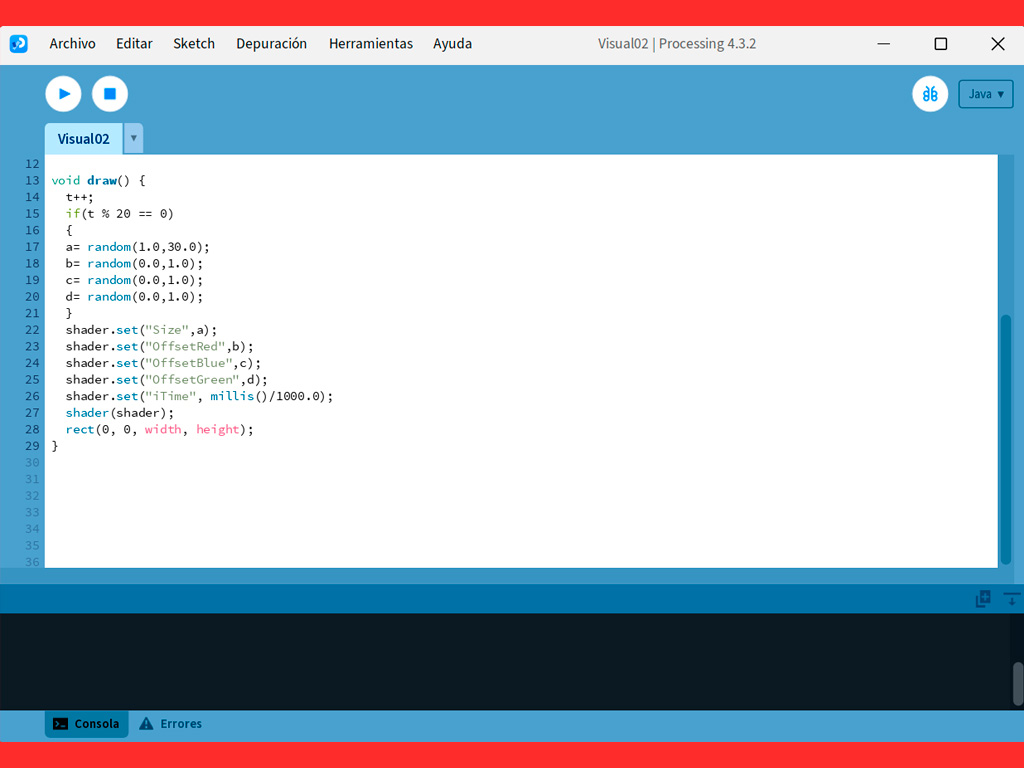 Archivo Editar Sketch Depuración Herramientas Ayuda Visual02 | Processing 4.3.2
Java ▼
Visual02 ▼
12
13 void draw() {
14 t++;
15 if(t % 20 == 0)
16 {
17 a= random(1.0,30.0);
18 b= random(0.0,1.0);
19 c= random(0.0,1.0);
20 d= random(0.0,1.0);
21 }
22 shader.set("Size",a);
23 shader.set("OffsetRed",b);
24 shader.set("OffsetBlue",c);
25 shader.set("OffsetGreen",d);
26 shader.set("iTime", millis()/1000.0);
27 shader(shader);
28 rect(0, 0, width, height);
29 }
30
31
32
33
34
35
36
Consola Errores